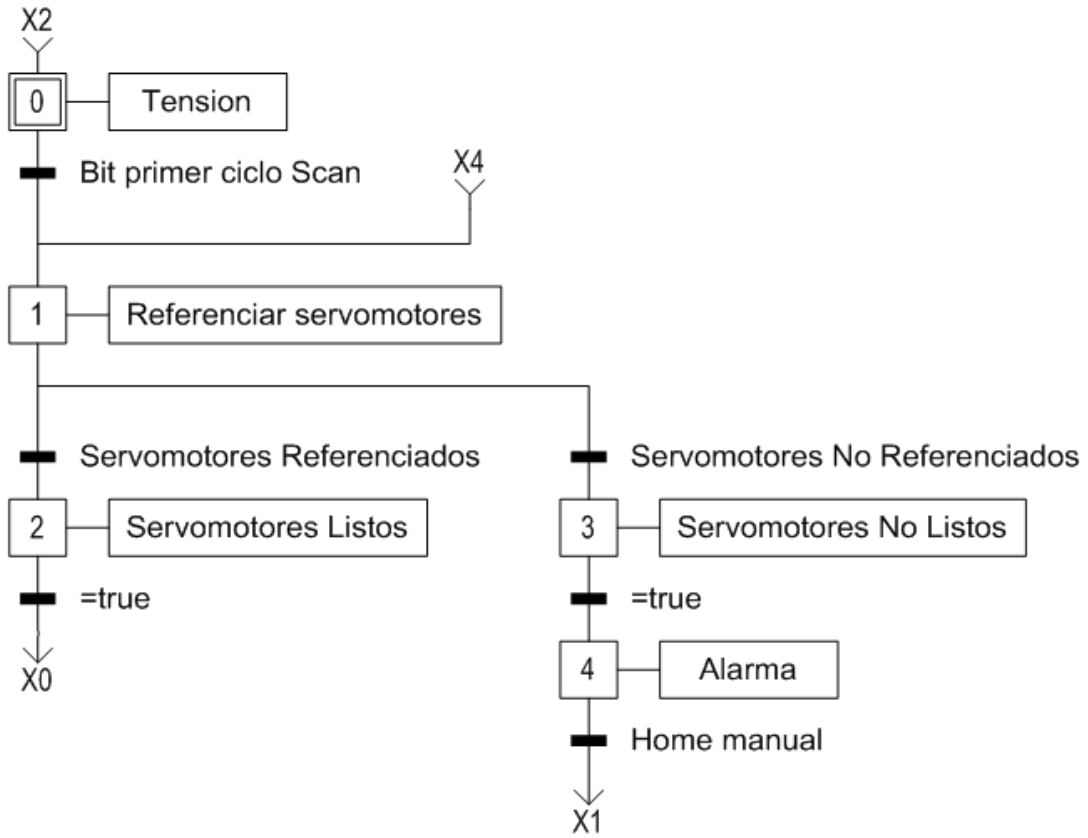 X2
0
Tension
Bit primer ciclo Scan
X4
1
Referenciar servomotores
Servomotores Referenciados
Servomotores No Referenciados
2
Servomotores Listos
3
Servomotores No Listos
=true
=true
X0
4
Alarma
Home manual
X1